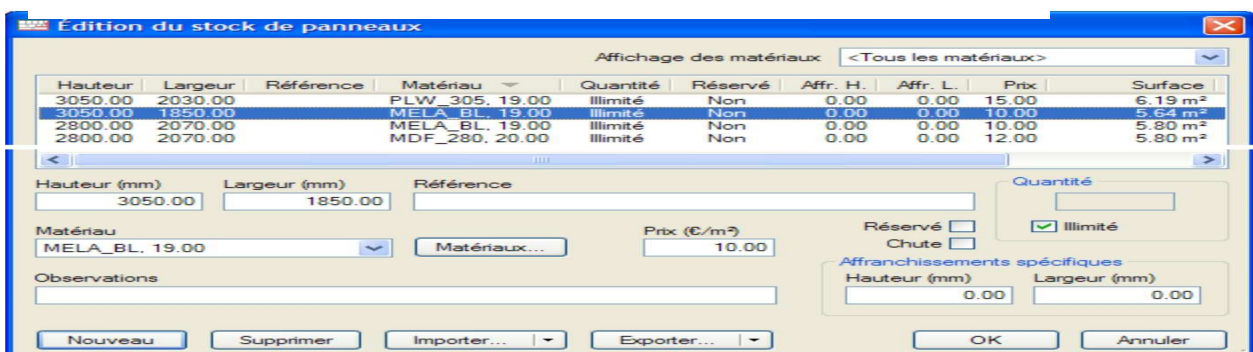 Édition du stock de panneaux
Affichage des matériaux <Tous les matériaux>
Hauteur Largeur Référence Matériau Quantité Réservé Affr. H. Affr. L. Prix Surface
3050.00 2030.00 PLW_305, 19.00 Illimité Non 0.00 0.00 15.00 6.19 m²
3050.00 1850.00 MELA_BL, 19.00 Illimité Non 0.00 0.00 10.00 5.64 m²
2800.00 2070.00 MELA_BL, 19.00 Illimité Non 0.00 0.00 10.00 5.80 m²
2800.00 2070.00 MDF_280, 20.00 Illimité Non 0.00 0.00 12.00 5.80 m²
Hauteur (mm) Largeur (mm) Référence Quantité
3050.00 1850.00
Matériau Prix (€/m²) Réservé Illimité
MELA_BL, 19.00 Matériaux... 10.00 Chute
Affranchissements spécifiques
Observations Hauteur (mm) Largeur (mm)
0.00 0.00
Nouveau Supprimer Importer... Exporter... OK Annuler